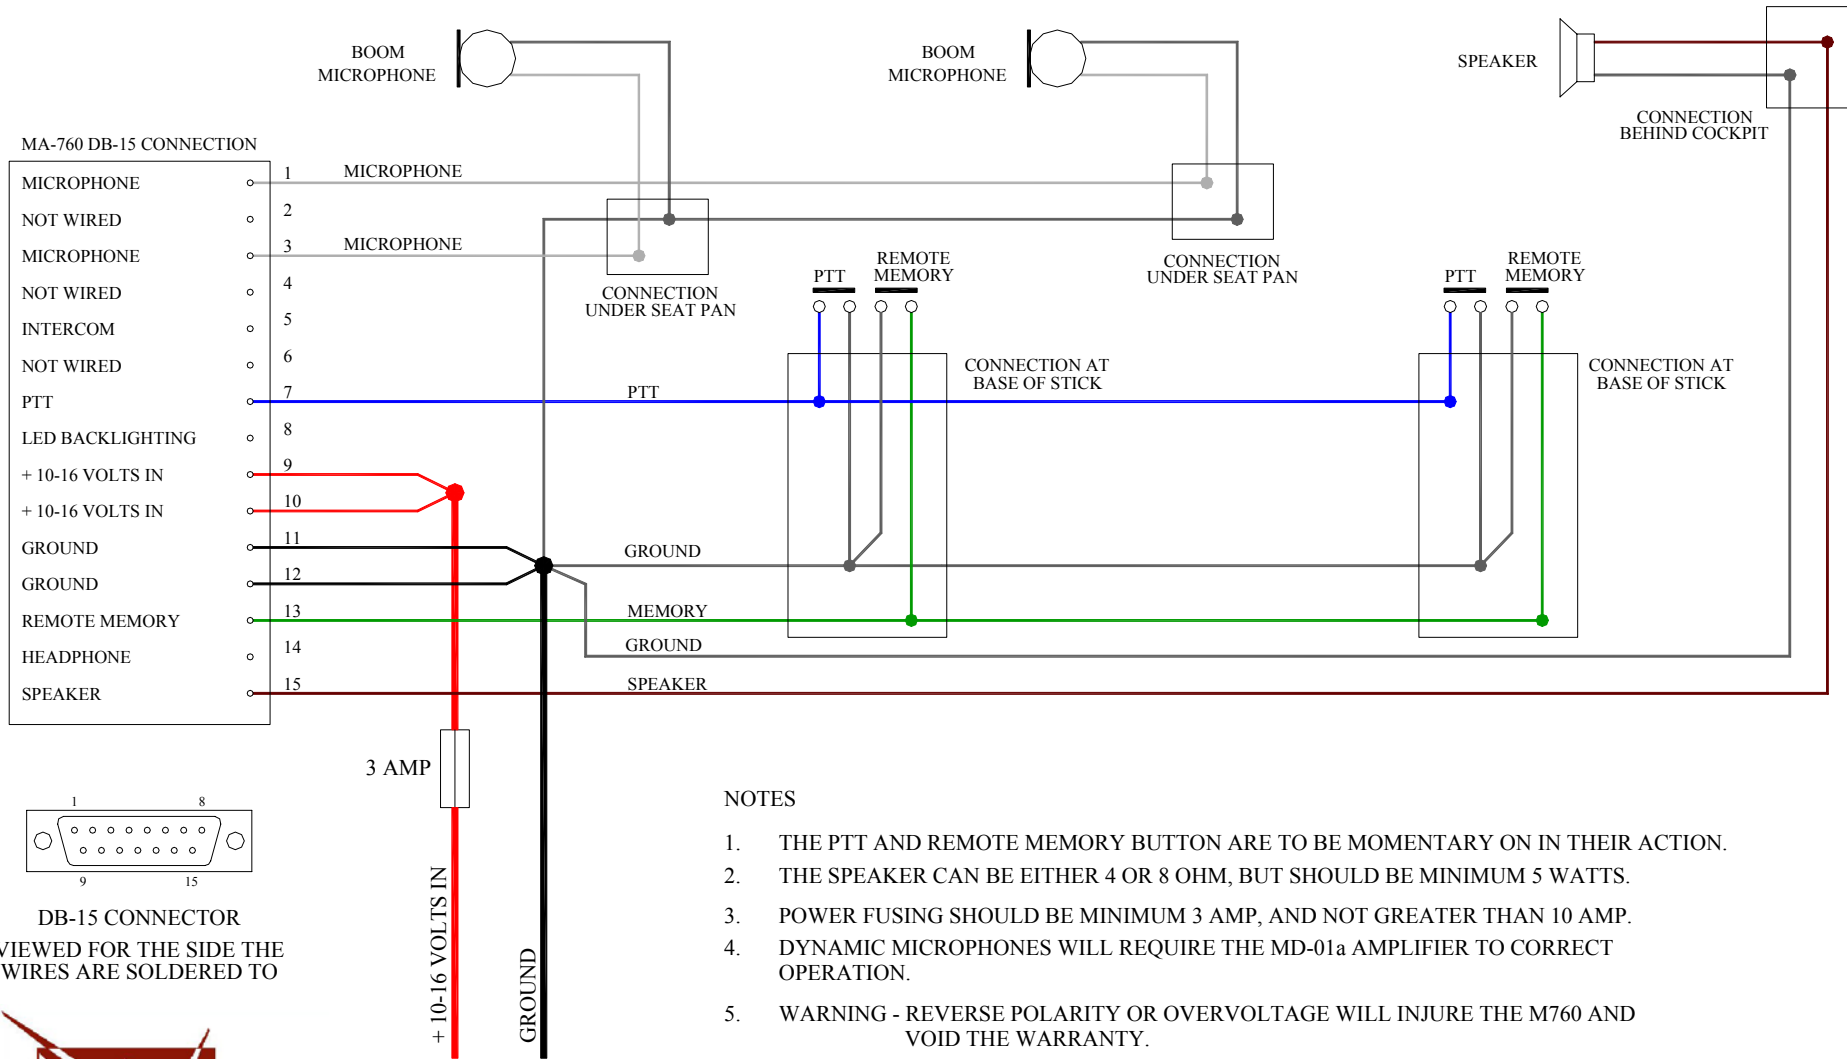 BOOM
MICROPHONE
BOOM
MICROPHONE
SPEAKER
CONNECTION
BEHIND COCKPIT
MA-760 DB-15 CONNECTION
MICROPHONE 1 MICROPHONE
NOT WIRED 2
MICROPHONE 3 MICROPHONE
NOT WIRED 4
INTERCOM 5
NOT WIRED 6
PTT 7 PTT
LED BACKLIGHTING 8
+ 10-16 VOLTS IN 9
+ 10-16 VOLTS IN 10
GROUND 11
GROUND 12
REMOTE MEMORY 13
HEADPHONE 14
SPEAKER 15
CONNECTION
UNDER SEAT PAN
CONNECTION
UNDER SEAT PAN
PTT
REMOTE
MEMORY
PTT
REMOTE
MEMORY
CONNECTION AT
BASE OF STICK
CONNECTION AT
BASE OF STICK
GROUND
MEMORY
GROUND
SPEAKER
3 AMP
+ 10-16 VOLTS IN
GROUND
1 8
9 15
DB-15 CONNECTOR
VIEWED FOR THE SIDE THE
WIRES ARE SOLDERED TO
NOTES
1. THE PTT AND REMOTE MEMORY BUTTON ARE TO BE MOMENTARY ON IN THEIR ACTION.
2. THE SPEAKER CAN BE EITHER 4 OR 8 OHM, BUT SHOULD BE MINIMUM 5 WATTS.
3. POWER FUSING SHOULD BE MINIMUM 3 AMP, AND NOT GREATER THAN 10 AMP.
4. DYNAMIC MICROPHONES WILL REQUIRE THE MD-01a AMPLIFIER TO CORRECT
OPERATION.
5. WARNING - REVERSE POLARITY OR OVERVOLTAGE WILL INJURE THE M760 AND
VOID THE WARRANTY.